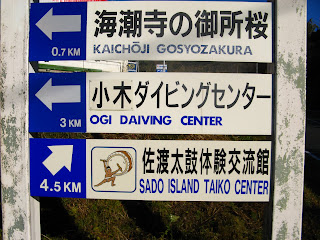 海潮寺の御所桜
0.7 KM
KAICHŌJI GOSYOZAKURA
小木ダイビングセンター
3 KM
OGI DAIVING CENTER
佐渡太鼓体験交流館
4.5 KM
SADO ISLAND TAIKO CENTER